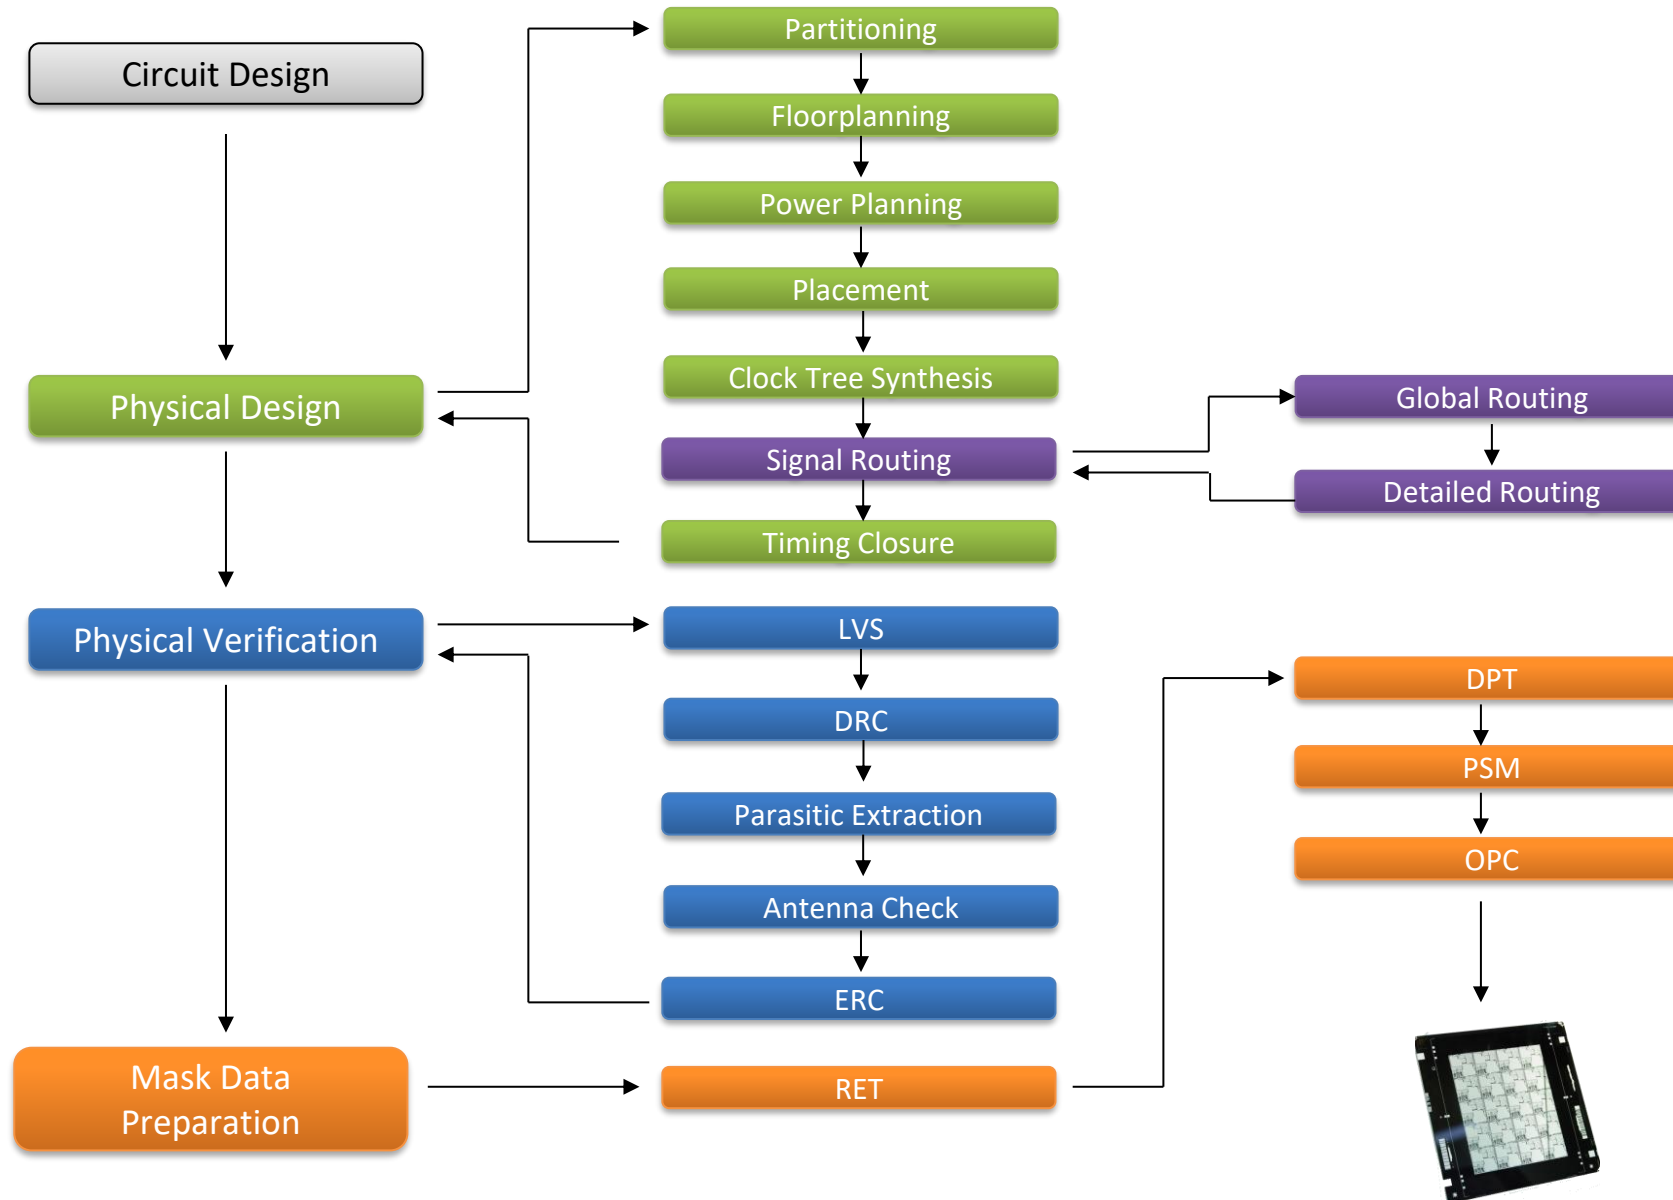 Circuit Design
Physical Design
Physical Verification
Mask Data
Preparation
Partitioning
Floorplanning
Power Planning
Placement
Clock Tree Synthesis
Signal Routing
Timing Closure
Global Routing
Detailed Routing
LVS
DRC
Parasitic Extraction
Antenna Check
ERC
RET
DPT
PSM
OPC